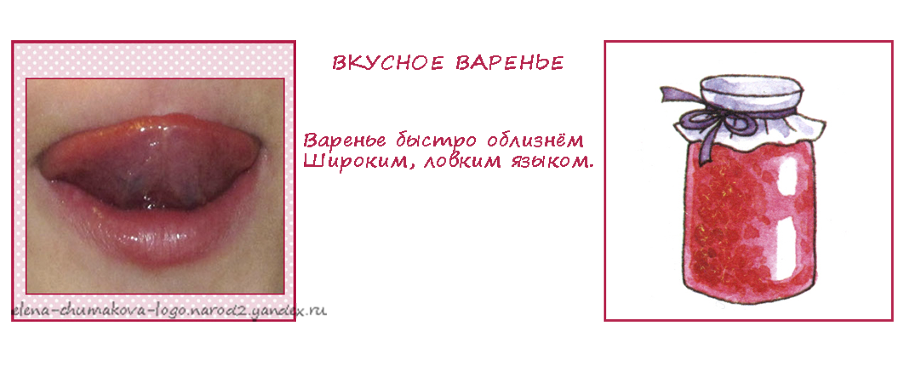 ВКУСНОЕ ВАРЕНЬЕ
Варенье быстро оближнём
Широким, ловким языком.
elena-chumakova-logo.narod2.yandex.ru